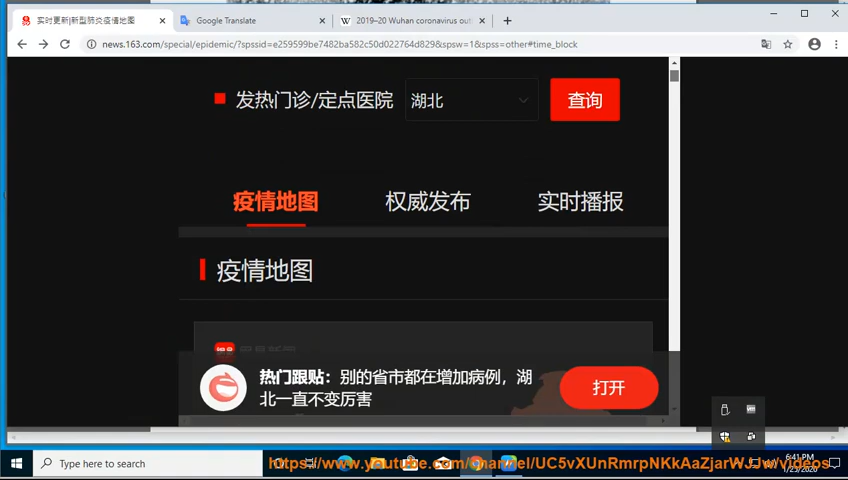 实时更新|新型肺炎疫情地图
Google Translate
2019–20 Wuhan coronavirus out
news.163.com/special/epidemic/?spssid=e259599be7482ba582c50d022764d829&spsw=1&spss=other#time_block
发热门诊/定点医院
湖北
查询
疫情地图
权威发布
实时播报
疫情地图
热门跟贴：别的省市都在增加病例，湖
北一直不变厉害
打开
Type here to search
https://www.youtube.com/channel/UC5vXUnRmrpNKkAaZjarWJJw/videos
6:41 PM
1/23/2020